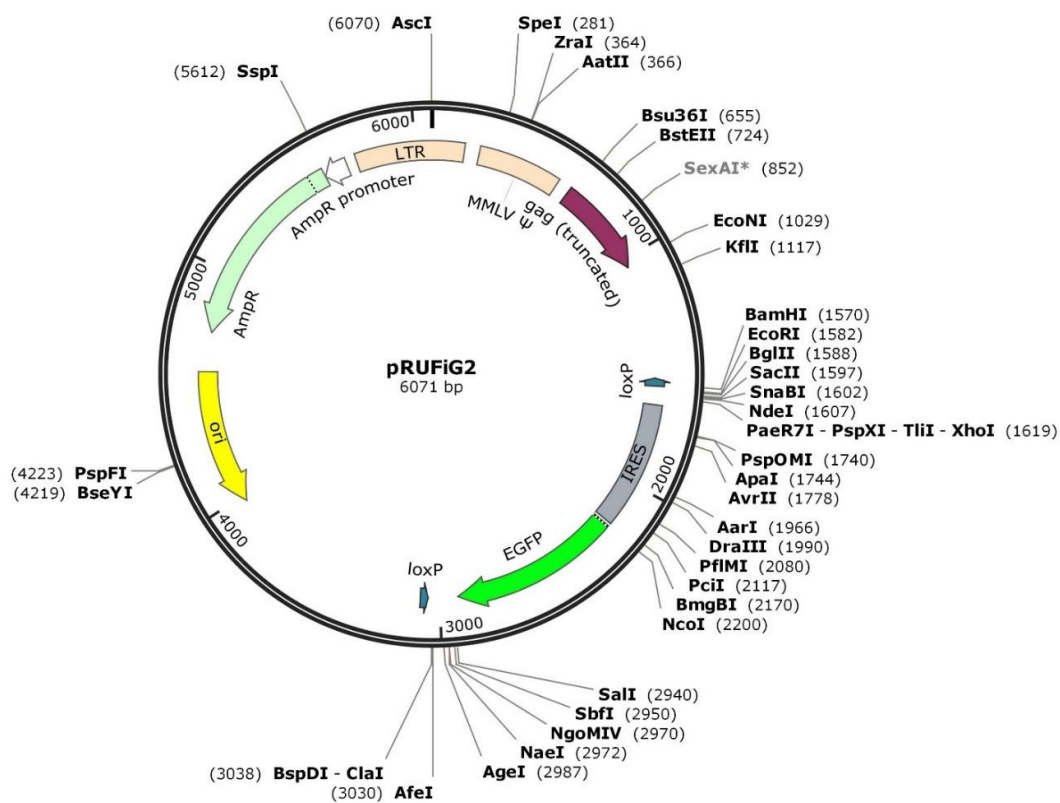 (6070) AscI
SpeI (281)
ZraI (364)
AatII (366)
(5612) SspI
Bsu36I (655)
BstEII (724)
SexAI* (852)
EcoNI (1029)
KflI (1117)
BamHI (1570)
EcoRI (1582)
BglII (1588)
SacII (1597)
SnaBI (1602)
NdeI (1607)
PaeR7I - PspXI - TliI - XhoI (1619)
PspOMI (1740)
ApaI (1744)
AvrII (1778)
AarI (1966)
DraIII (1990)
PflMI (2080)
PciI (2117)
BmgBI (2170)
NcoI (2200)
SalI (2940)
SbfI (2950)
NgoMIV (2970)
NaeI (2972)
AgeI (2987)
(3030) AfeI
(3038) BspDI - ClaI
(4219) BseYI
(4223) PspFI
6000
1000
2000
3000
4000
5000
LTR
MMLV Ψ
gag (truncated)
loxP
IRES
EGFP
loxP
ori
AmpR
AmpR promoter
pRUFiG2
6071 bp